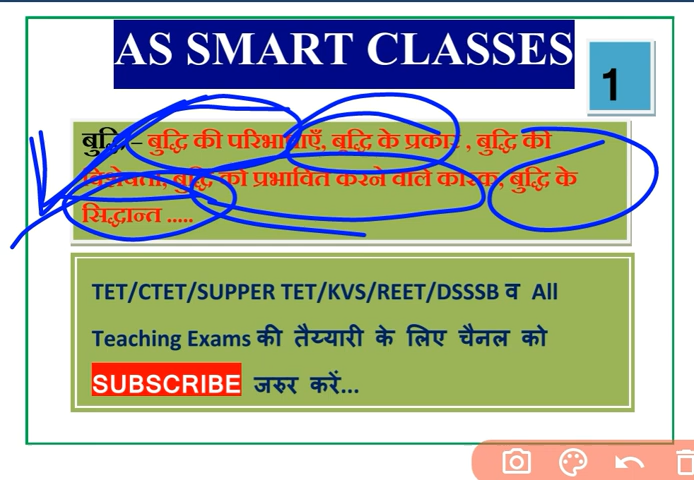 AS SMART CLASSES
1
बुद्धि – बुद्धि की परिभाषाएँ, बुद्धि के प्रकार , बुद्धि की
विशेषता, बुद्धि को प्रभावित करने वाले कारक, बुद्धि के
सिद्धान्त .....
TET/CTET/SUPPER TET/KVS/REET/DSSSB व All
Teaching Exams की तैय्यारी के लिए चैनल को
SUBSCRIBE जरुर करें...